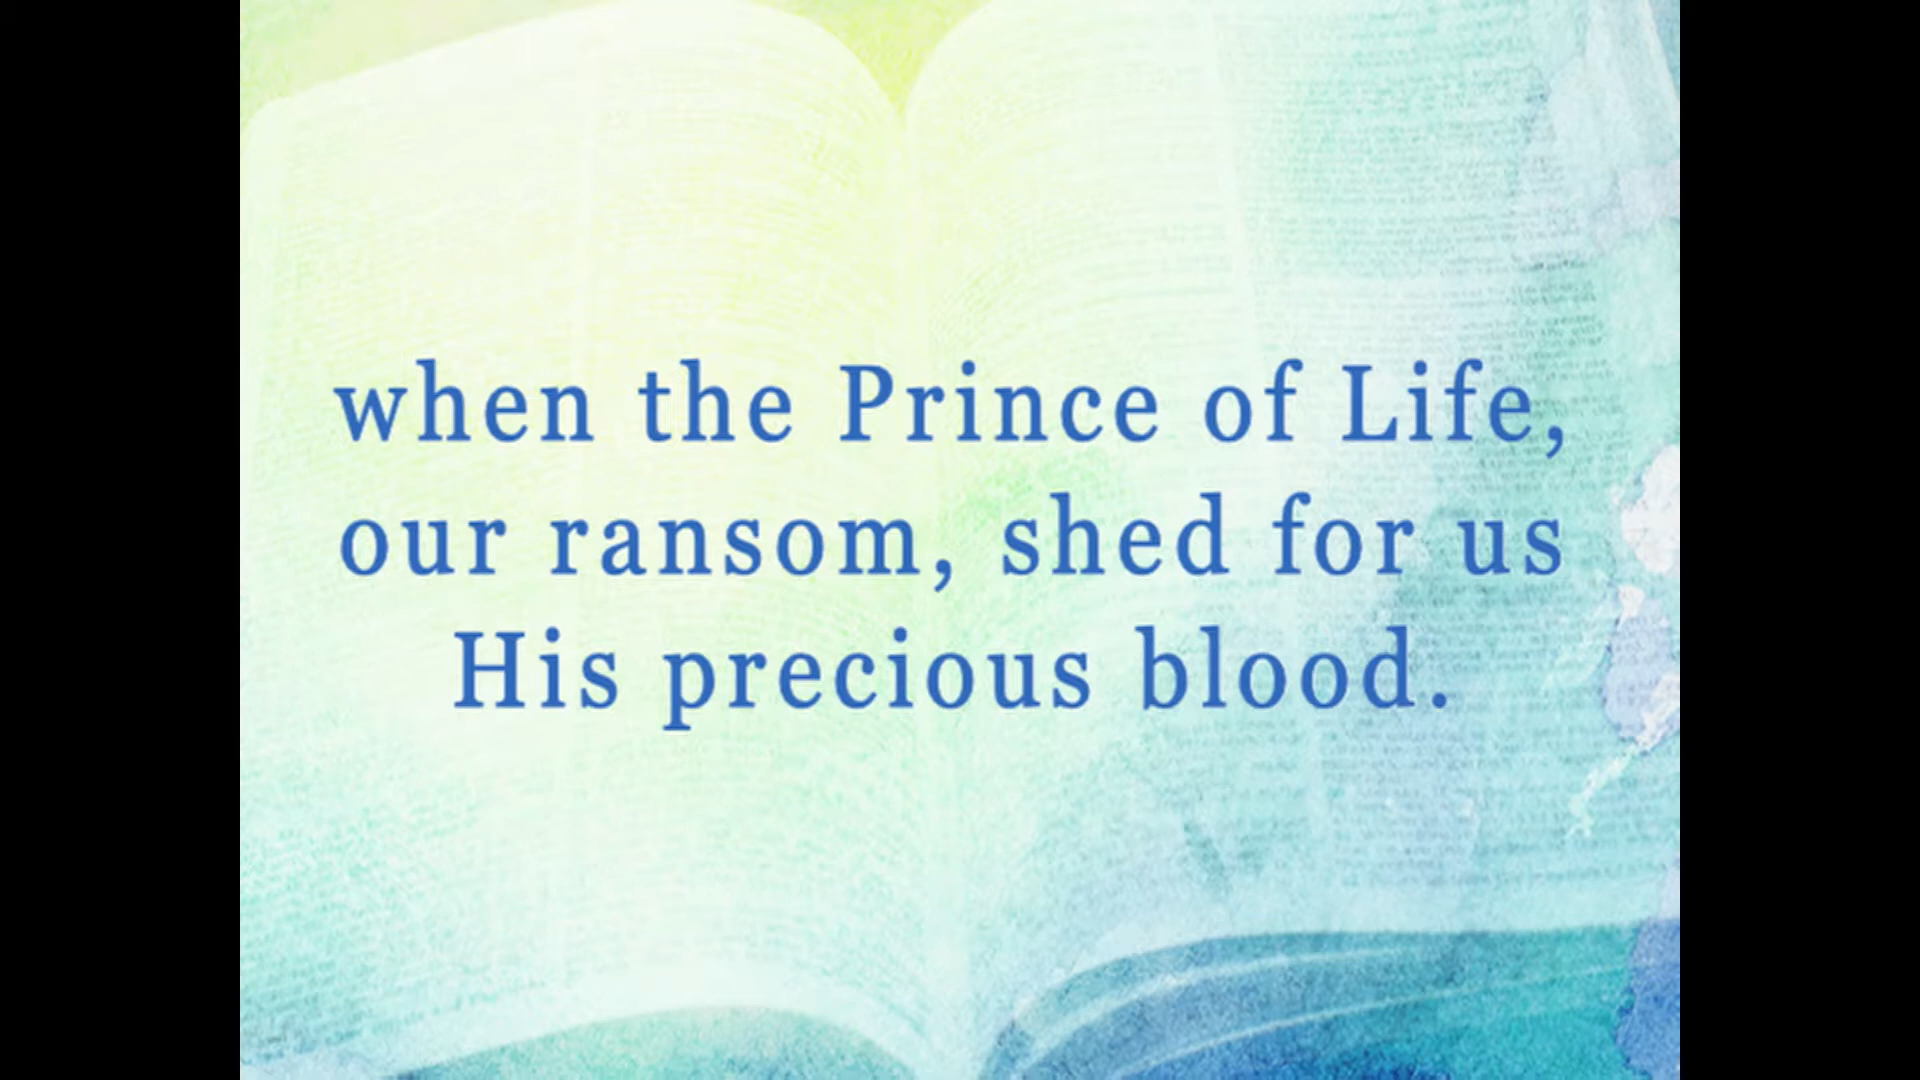 when the Prince of Life,
our ransom, shed for us
His precious blood.